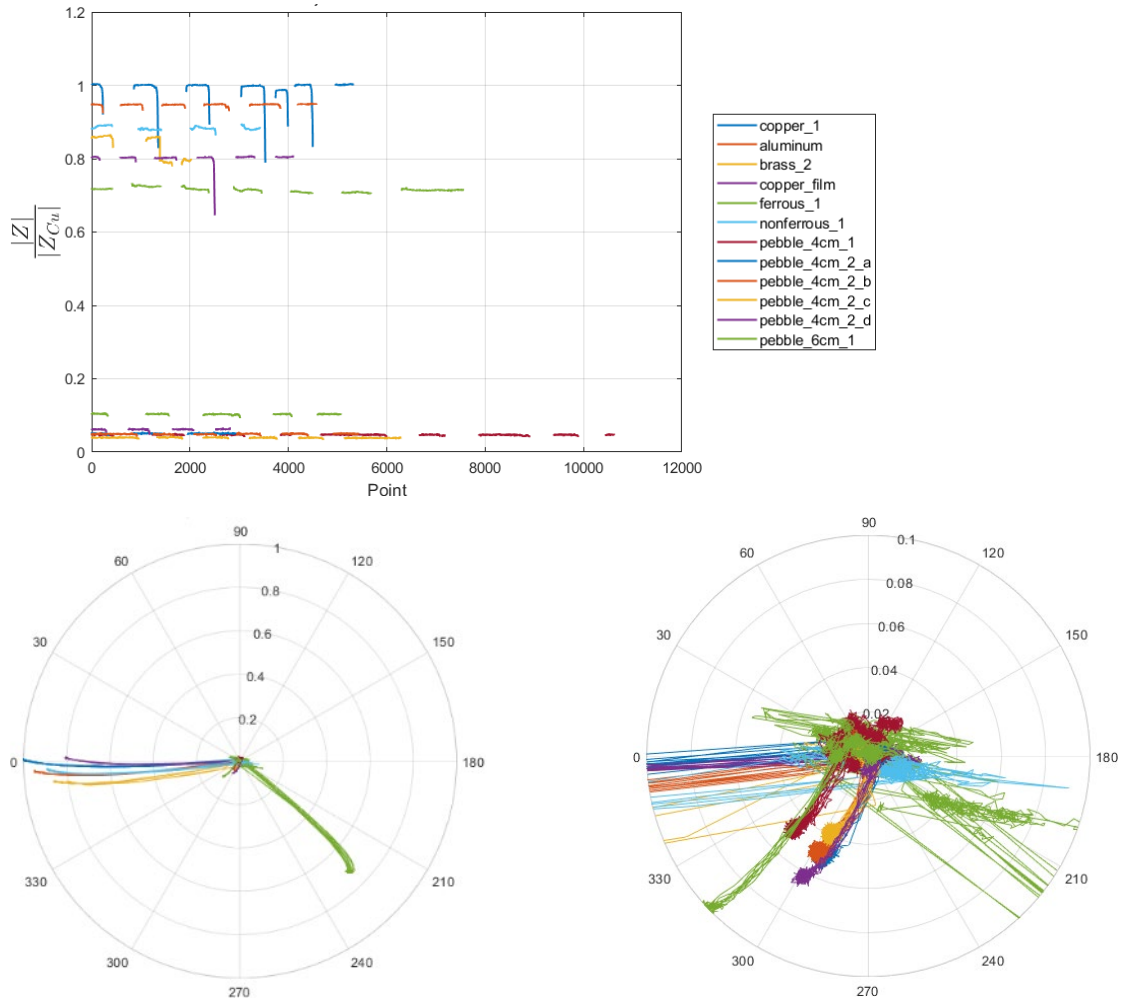 1.2
1
0.8
0.6
0.4
0.2
0
|Z|
|Z_{Cu}|
0 2000 4000 6000 8000 10000 12000
Point
copper_1
aluminum
brass_2
copper_film
ferrous_1
nonferrous_1
pebble_4cm_1
pebble_4cm_2_a
pebble_4cm_2_b
pebble_4cm_2_c
pebble_4cm_2_d
pebble_6cm_1
90
60 120
30 150
0 180
330 210
300 240
270
1
0.8
0.6
0.4
0.2
90
60 120
30 150
0 180
330 210
300 240
270
0.1
0.08
0.06
0.04
0.02